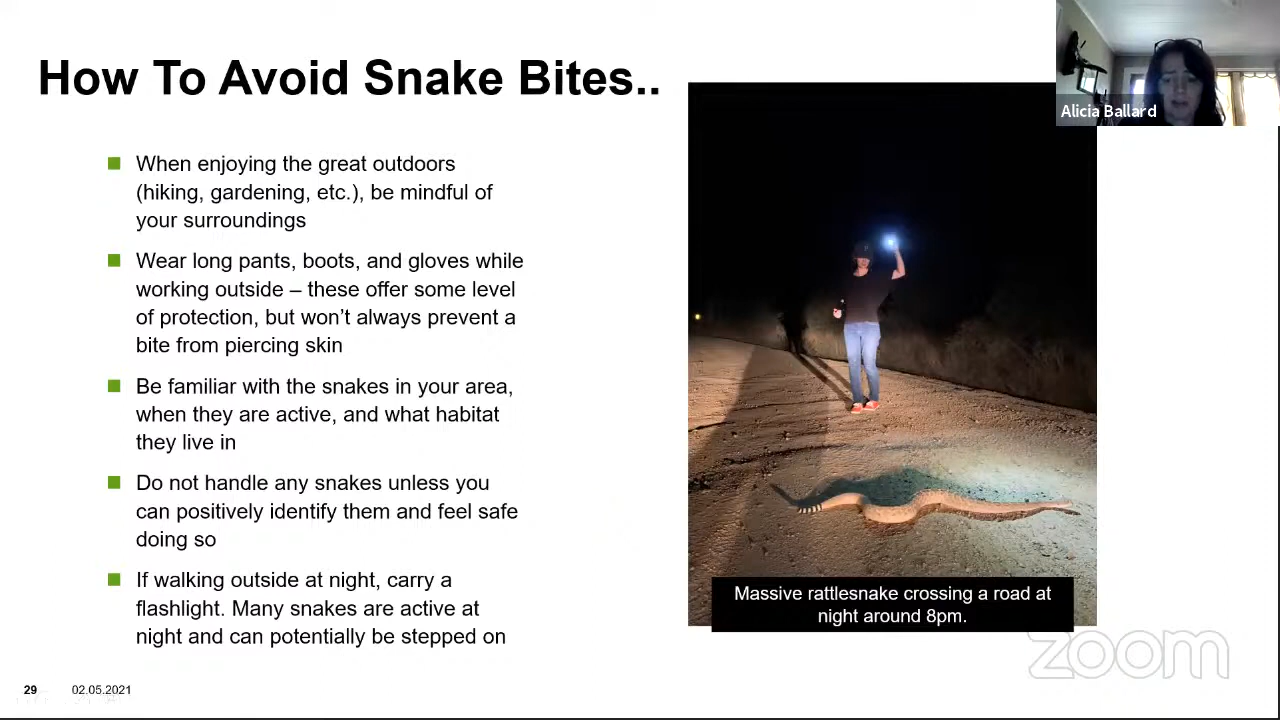 How To Avoid Snake Bites..
Alicia Ballard
When enjoying the great outdoors
(hiking, gardening, etc.), be mindful of
your surroundings
Wear long pants, boots, and gloves while
working outside – these offer some level
of protection, but won't always prevent a
bite from piercing skin
Be familiar with the snakes in your area,
when they are active, and what habitat
they live in
Do not handle any snakes unless you
can positively identify them and feel safe
doing so
If walking outside at night, carry a
flashlight. Many snakes are active at
night and can potentially be stepped on
Massive rattlesnake crossing a road at
night around 8pm.
zoom
29 02.05.2021